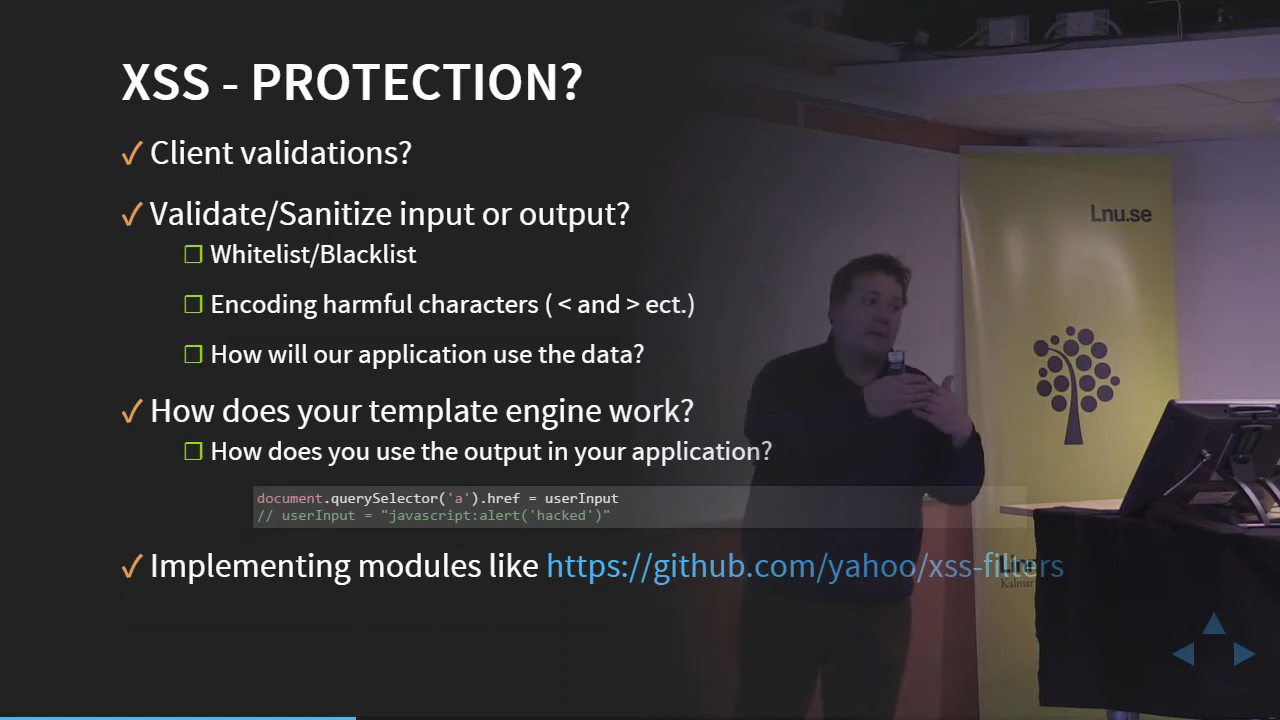 XSS - PROTECTION?
✓ Client validations?
✓ Validate/Sanitize input or output?
❐ Whitelist/Blacklist
❐ Encoding harmful characters ( < and > ect.)
❐ How will our application use the data?
✓ How does your template engine work?
❐ How does you use the output in your application?
document.querySelector('a').href = userInput
// userInput = "javascript:alert('hacked')"
✓ Implementing modules like https://github.com/yahoo/xss-filters
Lnu.se
Kalmar